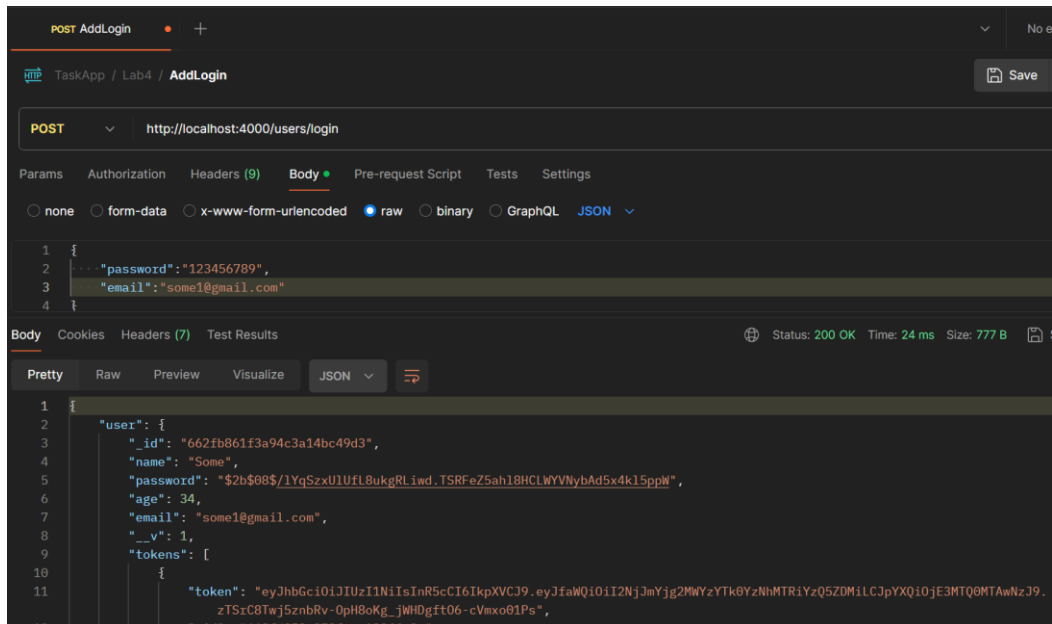 POST AddLogin
No e
HTTP TaskApp / Lab4 / AddLogin
Save
POST http://localhost:4000/users/login
Params Authorization Headers (9) Body Pre-request Script Tests Settings
none form-data x-www-form-urlencoded raw binary GraphQL JSON
1 {
2 "password":"123456789",
3 "email":"some1@gmail.com"
4 }
Body Cookies Headers (7) Test Results Status: 200 OK Time: 24 ms Size: 777 B
Pretty Raw Preview Visualize JSON
1 {
2 "user": {
3 "_id": "662fb861f3a94c3a14bc49d3",
4 "name": "Some",
5 "password": "$2b$08$/lYqSzxUlUfL8ukgRLiwd.TSRFeZ5ahl8HCLWYVNybAd5x4kl5ppW",
6 "age": 34,
7 "email": "some1@gmail.com",
8 "__v": 1,
9 "tokens": [
10 {
11 "token": "eyJhbGciOiJIUzI1NiIsInR5cCI6IkpXVCJ9.eyJfaWQiOiI2NjJmYjg2MWYzYTk0YzNhMTRiYzQ5ZDMiLCJpYXQiOjE3MTQ0MTAwNzJ9.
zTSrC8Twj5znbRv-OpH8oKg_jWHDgftO6-cVmxo01Ps",